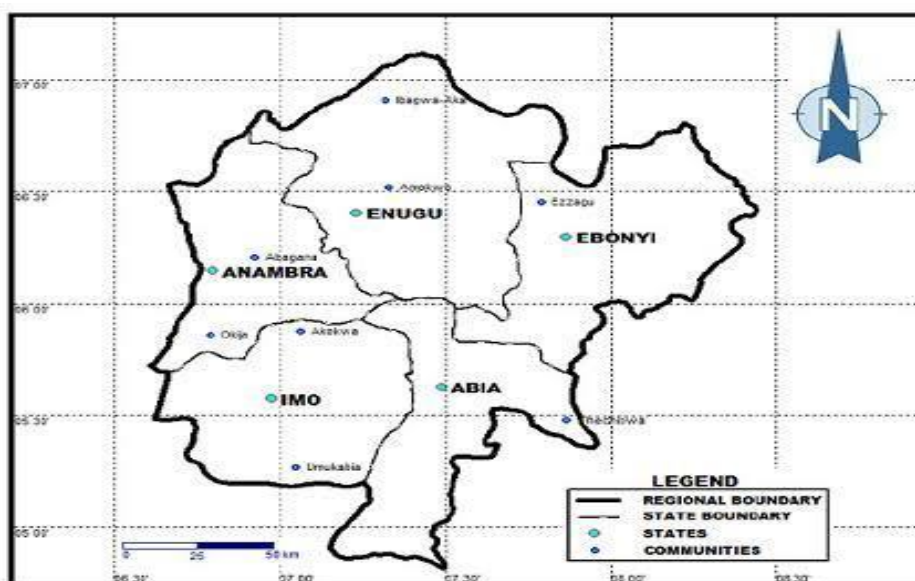 07 00'
Ibagwa-Aka
N
06 30'
Amokwe
Ezzagu
ENUGU
EBONYI
Abagana
ANAMBRA
06 00'
Okija
Akokwa
ABIA
IMO
05 30'
Umukabia
LEGEND
REGIONAL BOUNDARY
STATE BOUNDARY
STATES
COMMUNITIES
05 00'
0 25 50 km
06 30'
07 00'
07 30'
08 00'
08 30'